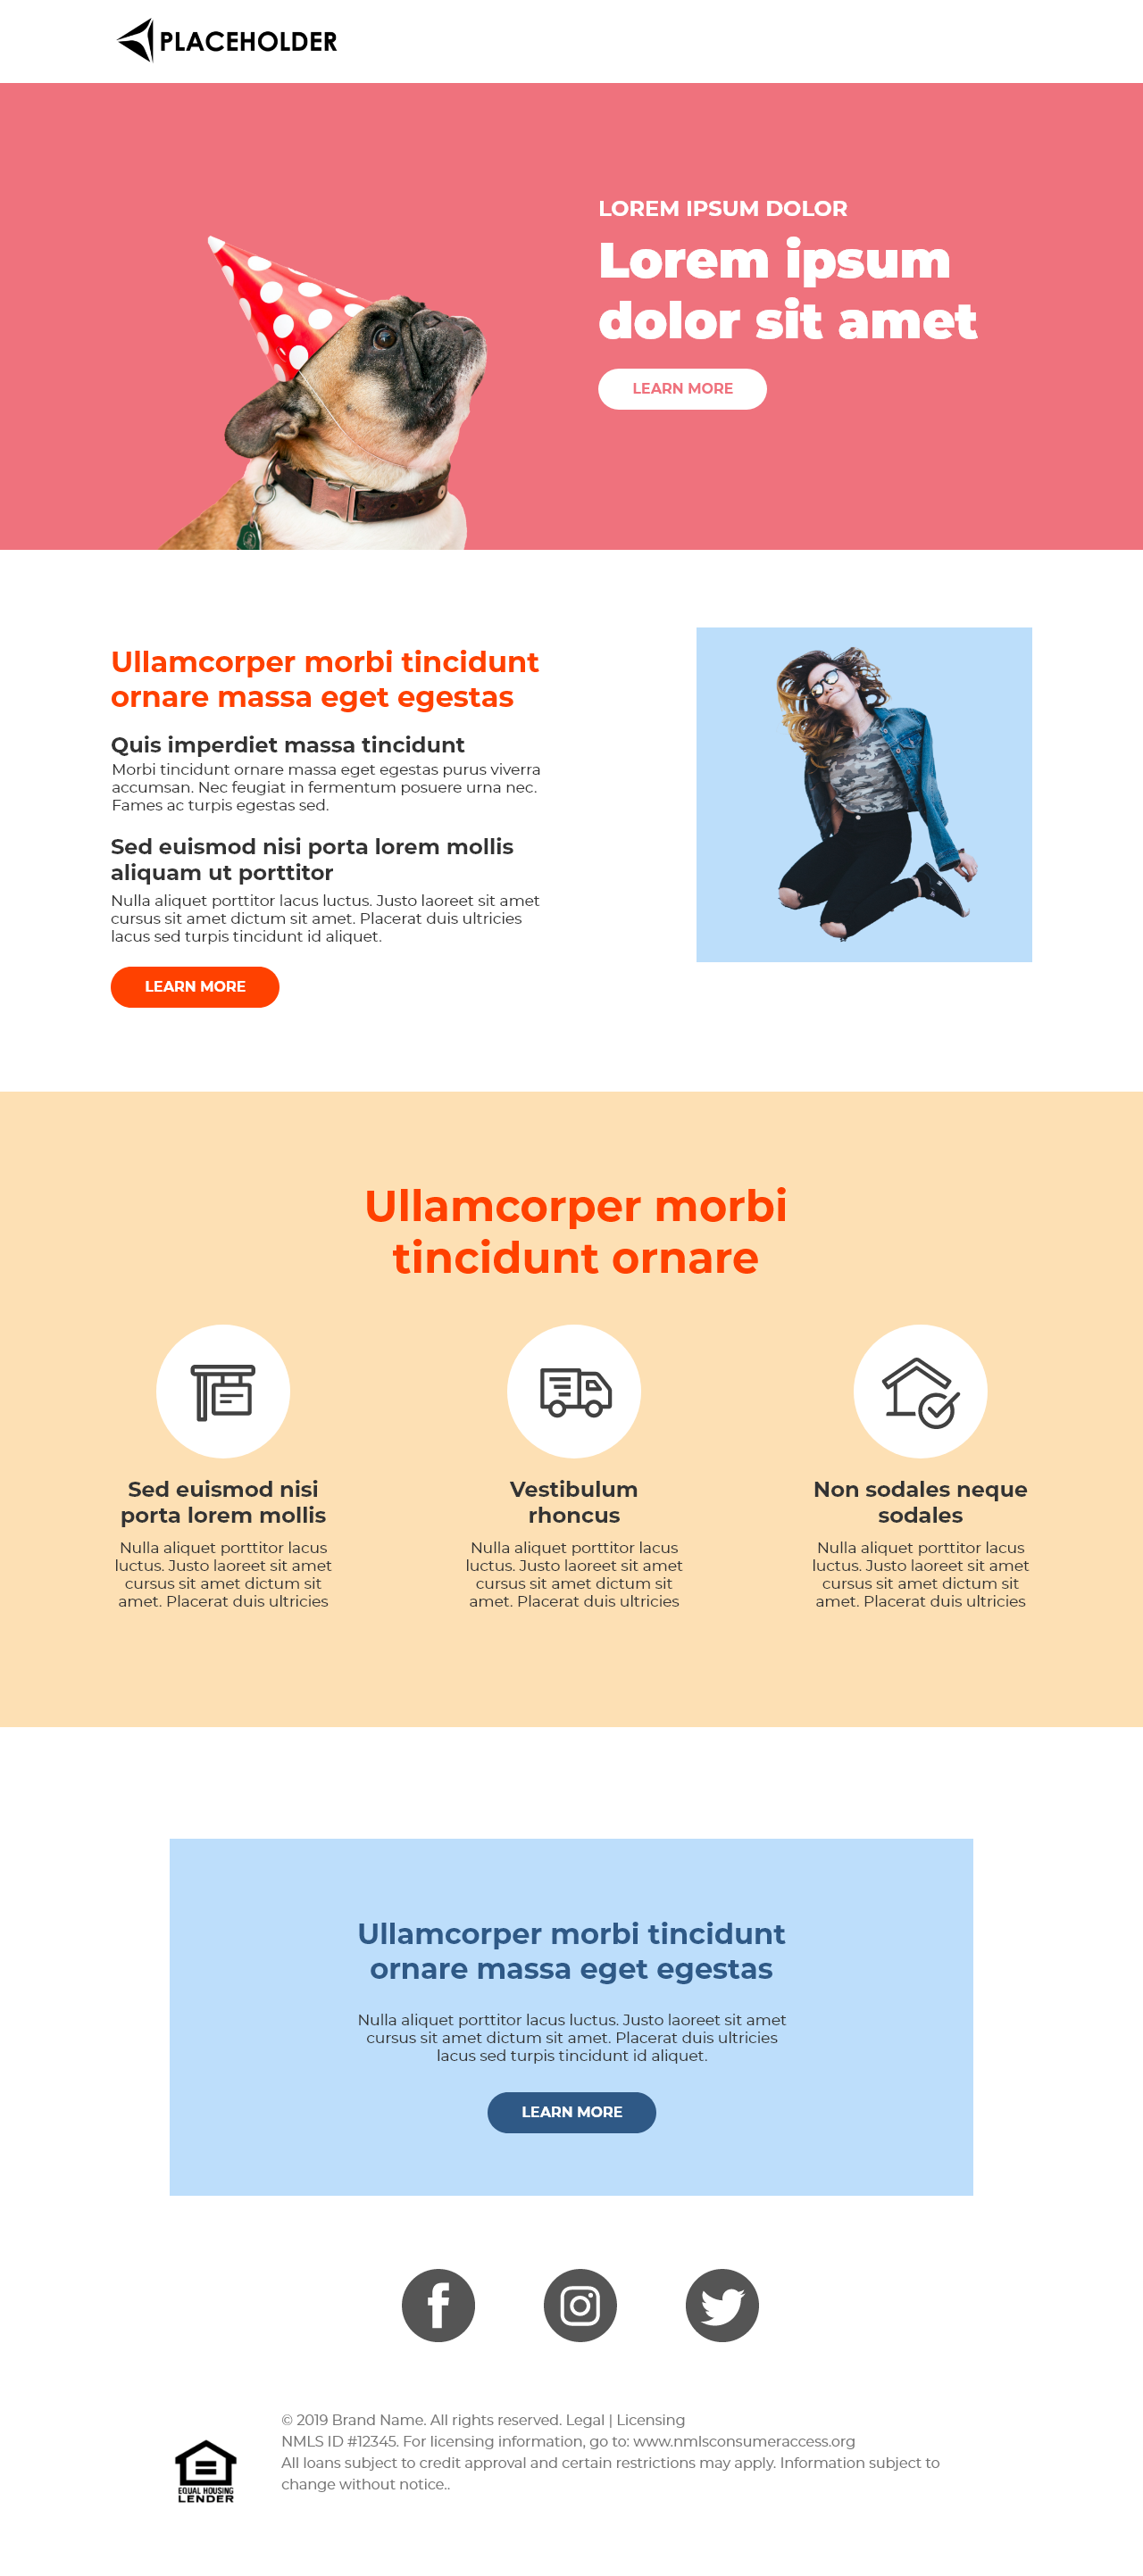 PLACEHOLDER
LOREM IPSUM DOLOR
Lorem ipsum
dolor sit amet
LEARN MORE
Ullamcorper morbi tincidunt
ornare massa eget egestas
Quis imperdiet massa tincidunt
Morbi tincidunt ornare massa eget egestas purus viverra
accumsan. Nec feugiat in fermentum posuere urna nec.
Fames ac turpis egestas sed.
Sed euismod nisi porta lorem mollis
aliquam ut porttitor
Nulla aliquet porttitor lacus luctus. Justo laoreet sit amet
cursus sit amet dictum sit amet. Placerat duis ultricies
lacus sed turpis tincidunt id aliquet.
LEARN MORE
Ullamcorper morbi
tincidunt ornare
Sed euismod nisi
porta lorem mollis
Nulla aliquet porttitor lacus
luctus. Justo laoreet sit amet
cursus sit amet dictum sit
amet. Placerat duis ultricies
Vestibulum
rhoncus
Nulla aliquet porttitor lacus
luctus. Justo laoreet sit amet
cursus sit amet dictum sit
amet. Placerat duis ultricies
Non sodales neque
sodales
Nulla aliquet porttitor lacus
luctus. Justo laoreet sit amet
cursus sit amet dictum sit
amet. Placerat duis ultricies
Ullamcorper morbi tincidunt
ornare massa eget egestas
Nulla aliquet porttitor lacus luctus. Justo laoreet sit amet
cursus sit amet dictum sit amet. Placerat duis ultricies
lacus sed turpis tincidunt id aliquet.
LEARN MORE
© 2019 Brand Name. All rights reserved. Legal | Licensing
NMLS ID #12345. For licensing information, go to: www.nmlsconsumeraccess.org
All loans subject to credit approval and certain restrictions may apply. Information subject to
change without notice..
EQUAL HOUSING
LENDER